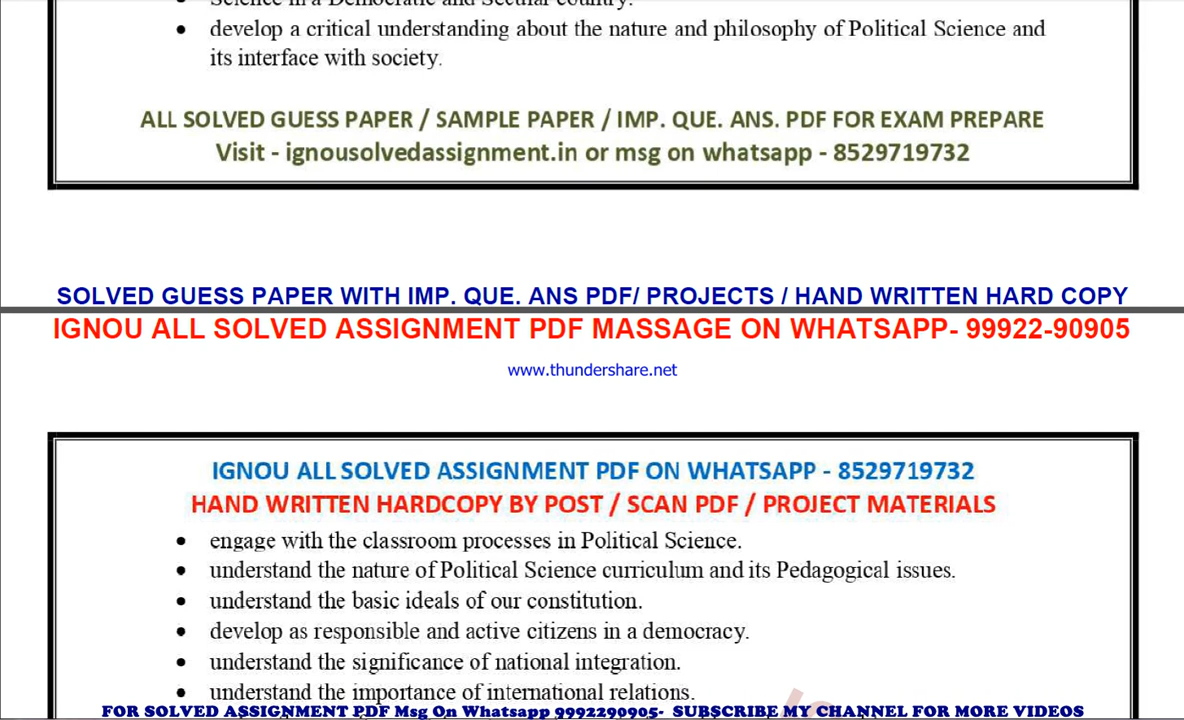 Science in a Democratic and Secular country.
• develop a critical understanding about the nature and philosophy of Political Science and
its interface with society.
ALL SOLVED GUESS PAPER / SAMPLE PAPER / IMP. QUE. ANS. PDF FOR EXAM PREPARE
Visit - ignousolvedassignment.in or msg on whatsapp - 8529719732
SOLVED GUESS PAPER WITH IMP. QUE. ANS PDF/ PROJECTS / HAND WRITTEN HARD COPY
IGNOU ALL SOLVED ASSIGNMENT PDF MASSAGE ON WHATSAPP- 99922-90905
www.thundershare.net
IGNOU ALL SOLVED ASSIGNMENT PDF ON WHATSAPP - 8529719732
HAND WRITTEN HARDCOPY BY POST / SCAN PDF / PROJECT MATERIALS
• engage with the classroom processes in Political Science.
• understand the nature of Political Science curriculum and its Pedagogical issues.
• understand the basic ideals of our constitution.
• develop as responsible and active citizens in a democracy.
• understand the significance of national integration.
• understand the importance of international relations.
FOR SOLVED ASSIGNMENT PDF Msg On Whatsapp 9992290905- SUBSCRIBE MY CHANNEL FOR MORE VIDEOS